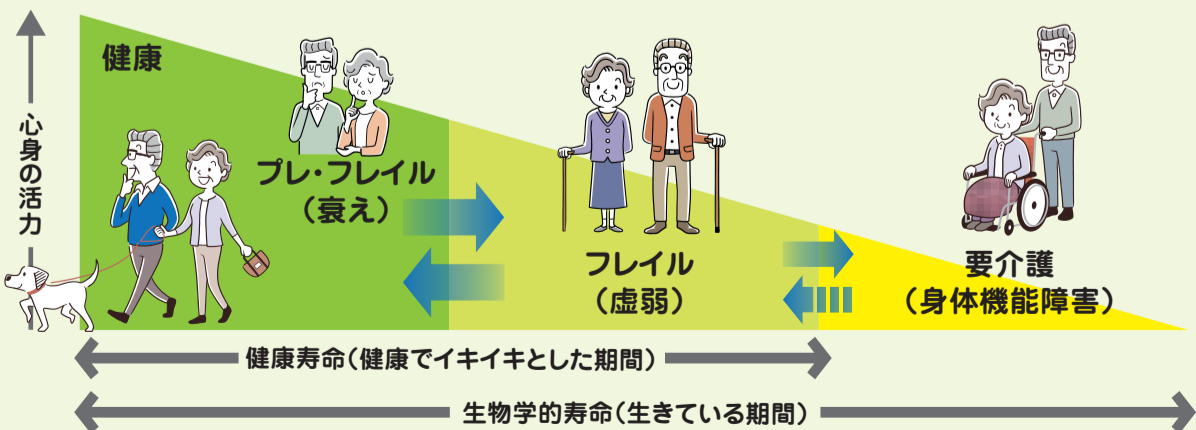 健康
心身の活力
プレ・フレイル
（衰え）
フレイル
（虚弱）
要介護
（身体機能障害）
健康寿命（健康でイキイキとした期間）
生物学的寿命（生きている期間）